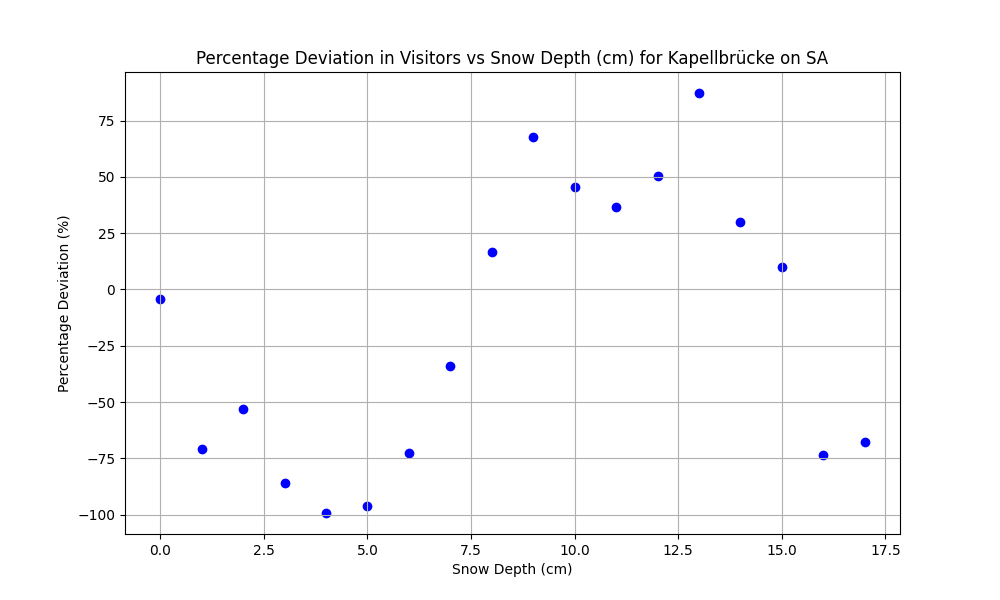 Percentage Deviation in Visitors vs Snow Depth (cm) for Kapellbrücke on SA
Percentage Deviation (%)
75
50
25
0
−25
−50
−75
−100
0.0 2.5 5.0 7.5 10.0 12.5 15.0 17.5
Snow Depth (cm)